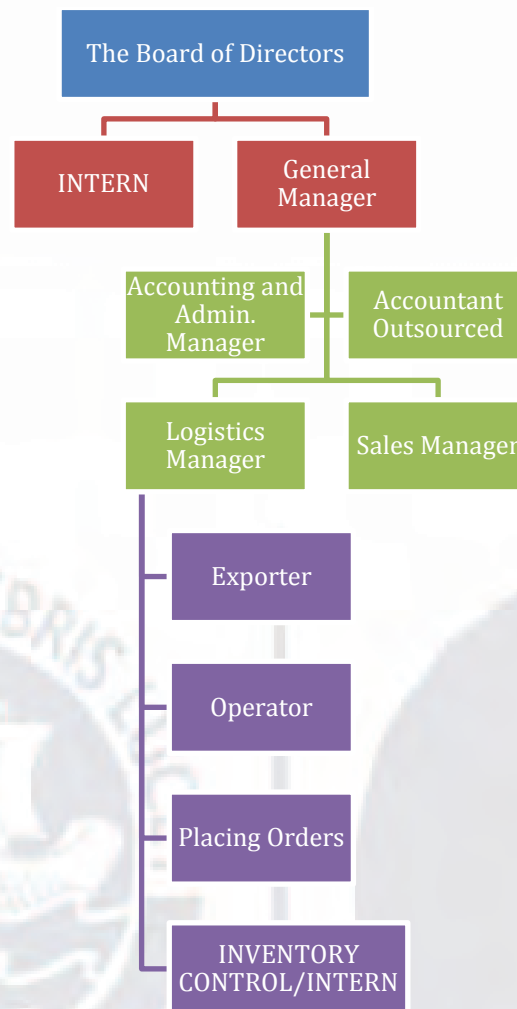 The Board of Directors
INTERN
General
Manager
Accounting and
Admin.
Manager
Accountant
Outsourced
Logistics
Manager
Sales Manager
Exporter
Operator
Placing Orders
INVENTORY
CONTROL/INTERN